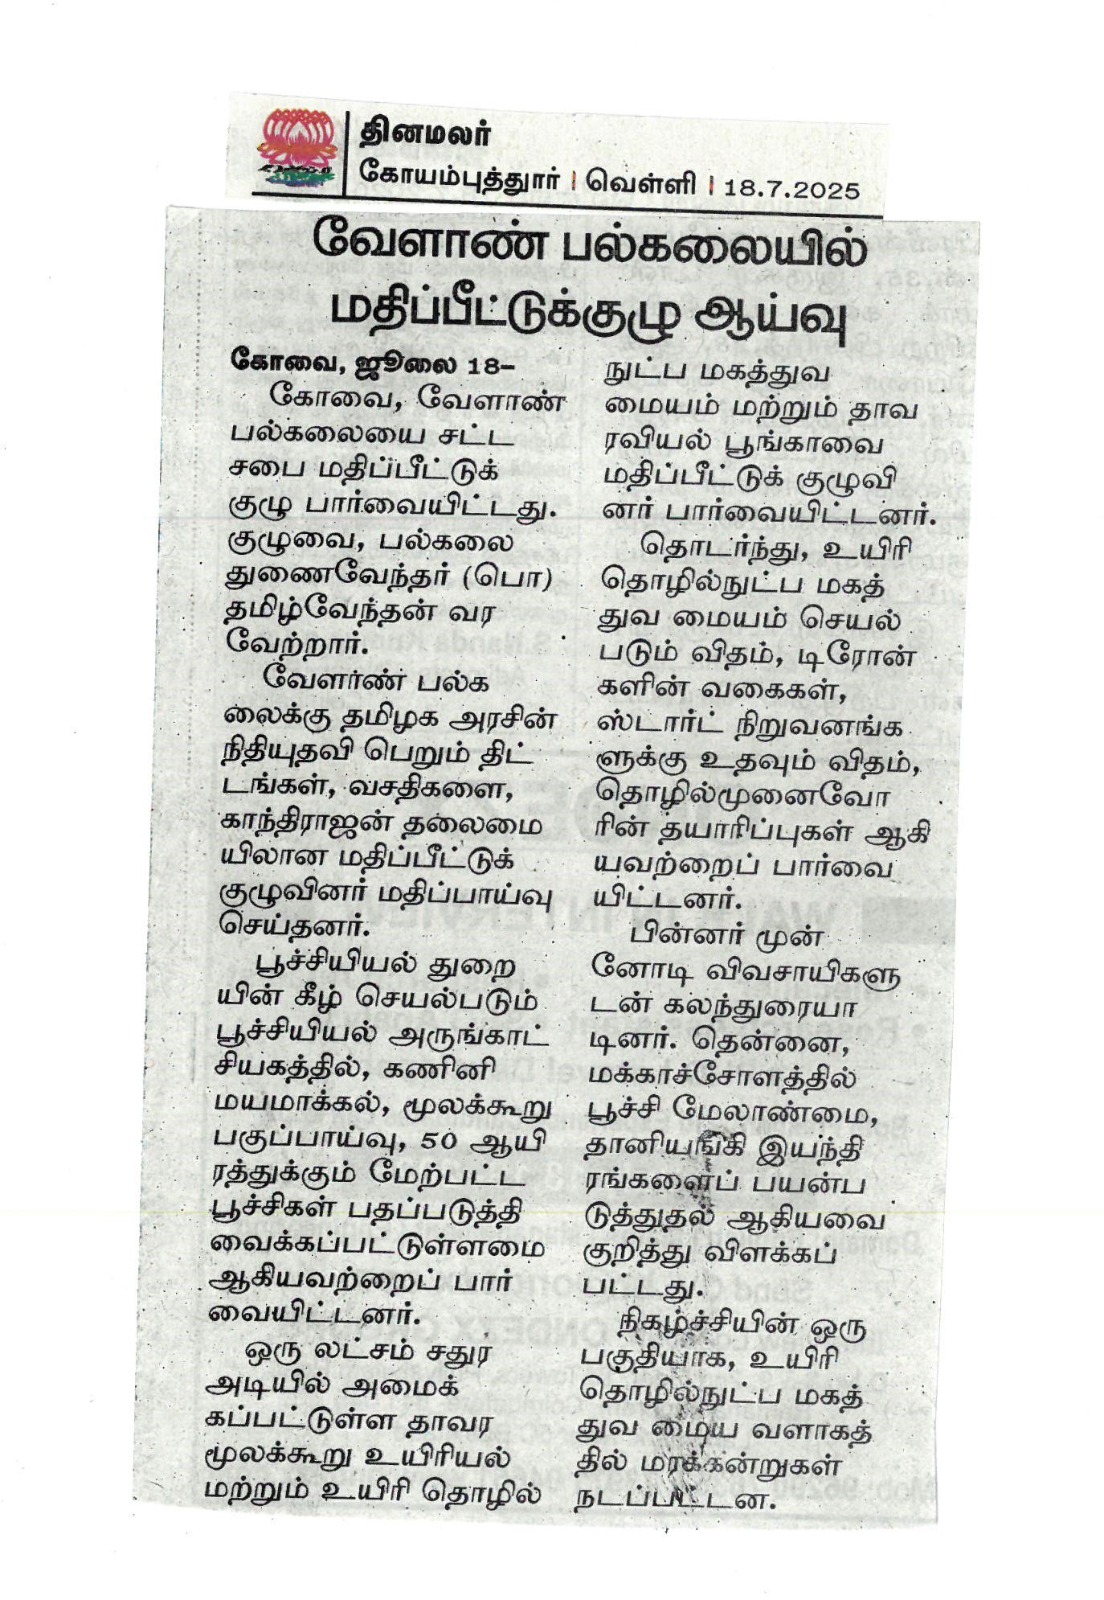 தினமலர்
கோயம்புத்தூர் | வெள்ளி | 18.7.2025
வேளாண் பல்கலையில்
மதிப்பீட்டுக்குழு ஆய்வு
கோவை, ஜூலை 18–
கோவை, வேளாண்
பல்கலையை சட்ட
சபை மதிப்பீட்டுக்
குழு பார்வையிட்டது.
குழுவை, பல்கலை
துணைவேந்தர் (பொ)
தமிழ்வேந்தன் வர
வேற்றார்.
வேளாண் பல்க
லைக்கு தமிழக அரசின்
நிதியுதவி பெறும் திட்
டங்கள், வசதிகளை,
காந்திராஜன் தலைமை
யிலான மதிப்பீட்டுக்
குழுவினர் மதிப்பாய்வு
செய்தனர்.
பூச்சியியல் துறை
யின் கீழ் செயல்படும்
பூச்சியியல் அருங்காட்
சியகத்தில், கணினி
மயமாக்கல், மூலக்கூறு
பகுப்பாய்வு, 50 ஆயி
ரத்துக்கும் மேற்பட்ட
பூச்சிகள் பதப்படுத்தி
வைக்கப்பட்டுள்ளமை
ஆகியவற்றைப் பார்
வையிட்டனர்.
ஒரு லட்சம் சதுர
அடியில் அமைக்
கப்பட்டுள்ள தாவர
மூலக்கூறு உயிரியல்
மற்றும் உயிரி தொழில்
நுட்ப மகத்துவ
மையம் மற்றும் தாவ
ரவியல் பூங்காவை
மதிப்பீட்டுக் குழுவி
னர் பார்வையிட்டனர்.
தொடர்ந்து, உயிரி
தொழில்நுட்ப மகத்
துவ மையம் செயல்
படும் விதம், டிரோன்
களின் வகைகள்,
ஸ்டார்ட் நிறுவனங்க
ளுக்கு உதவும் விதம்,
தொழில்முனைவோ
ரின் தயாரிப்புகள் ஆகி
யவற்றைப் பார்வை
யிட்டனர்.
பின்னர் முன்
னோடி விவசாயிகளு
டன் கலந்துரையா
டினர். தென்னை,
மக்காச்சோளத்தில்
பூச்சி மேலாண்மை,
தானியங்கி இயந்தி
ரங்களைப் பயன்ப
டுத்துதல் ஆகியவை
குறித்து விளக்கப்
பட்டது.
நிகழ்ச்சியின் ஒரு
பகுதியாக, உயிரி
தொழில்நுட்ப மகத்
துவ மைய வளாகத்
தில் மரக்கன்றுகள்
நடப்பட்டன.